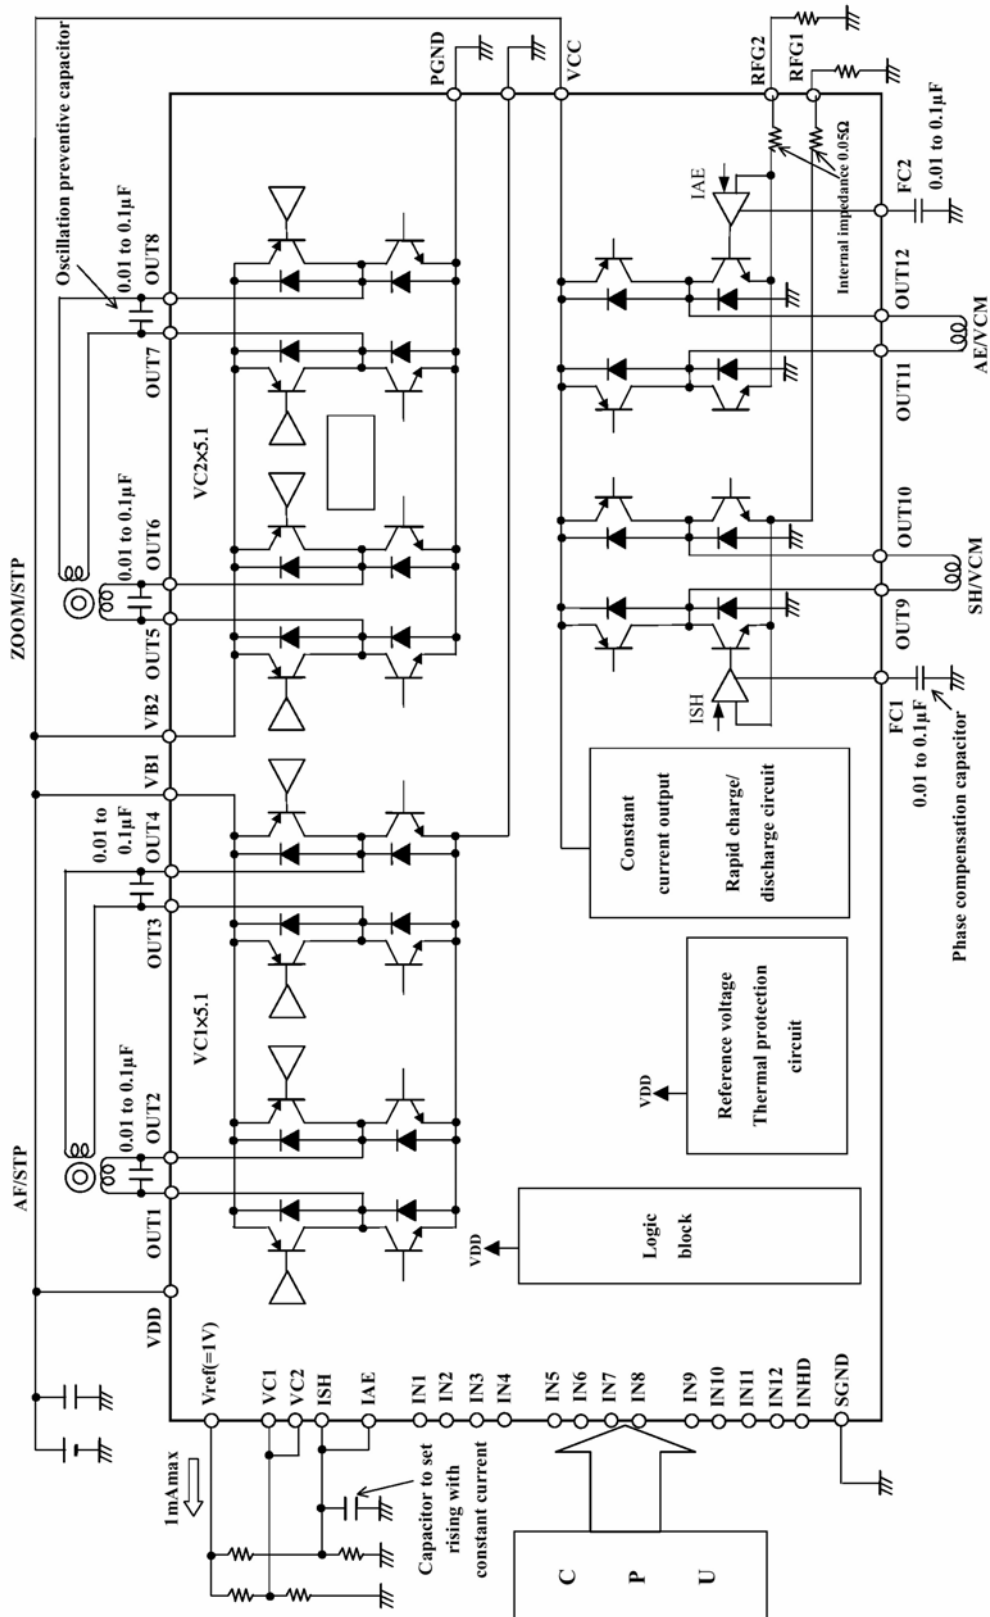 AF/STP
ZOOM/STP
Oscillation preventive capacitor
0.01 to 0.1μF
0.01 to
0.1μF
0.01 to 0.1μF
0.01 to 0.1μF
VDD
OUT1
OUT2
OUT3
OUT4
VB1
VB2
OUT5
OUT6
OUT7
OUT8
1mAmax
Vref(=1V)
VC1
VC2
ISH
IAE
IN1
IN2
IN3
IN4
IN5
IN6
IN7
IN8
IN9
IN10
IN11
IN12
INHD
SGND
Capacitor to set
rising with
constant current
C P U
VC1×5.1
VC2×5.1
PGND
VCC
RFG2
RFG1
VDD
Logic
block
VDD
Reference voltage
Thermal protection
circuit
Constant
current output
Rapid charge/
discharge circuit
ISH
IAE
Internal impedance 0.05Ω
FC1
0.01 to 0.1μF
Phase compensation capacitor
OUT9
OUT10
SH/VCM
OUT11
OUT12
AE/VCM
FC2
0.01 to 0.1μF